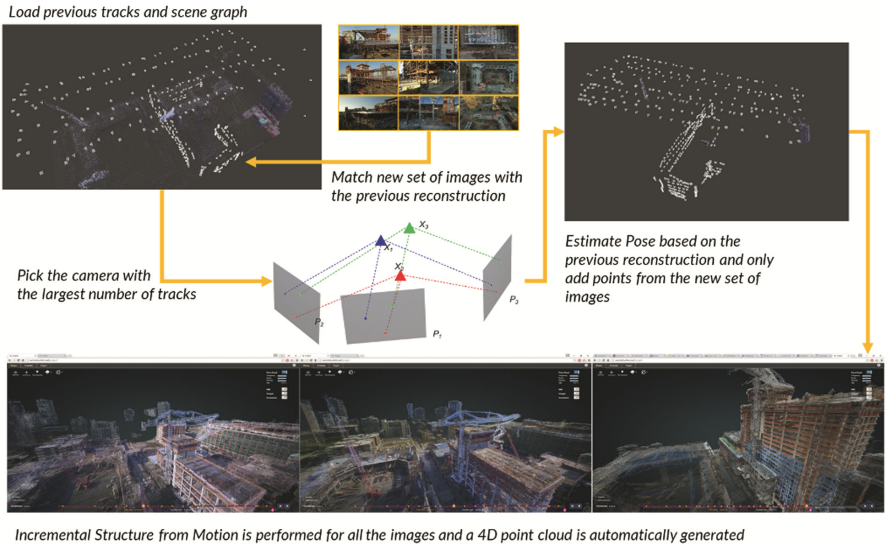 Load previous tracks and scene graph
Match new set of images with
the previous reconstruction
Pick the camera with
the largest number of tracks
X3
X1
X2
P2
P1
P3
Estimate Pose based on the
previous reconstruction and only
add points from the new set of
images
Incremental Structure from Motion is performed for all the images and a 4D point cloud is automatically generated